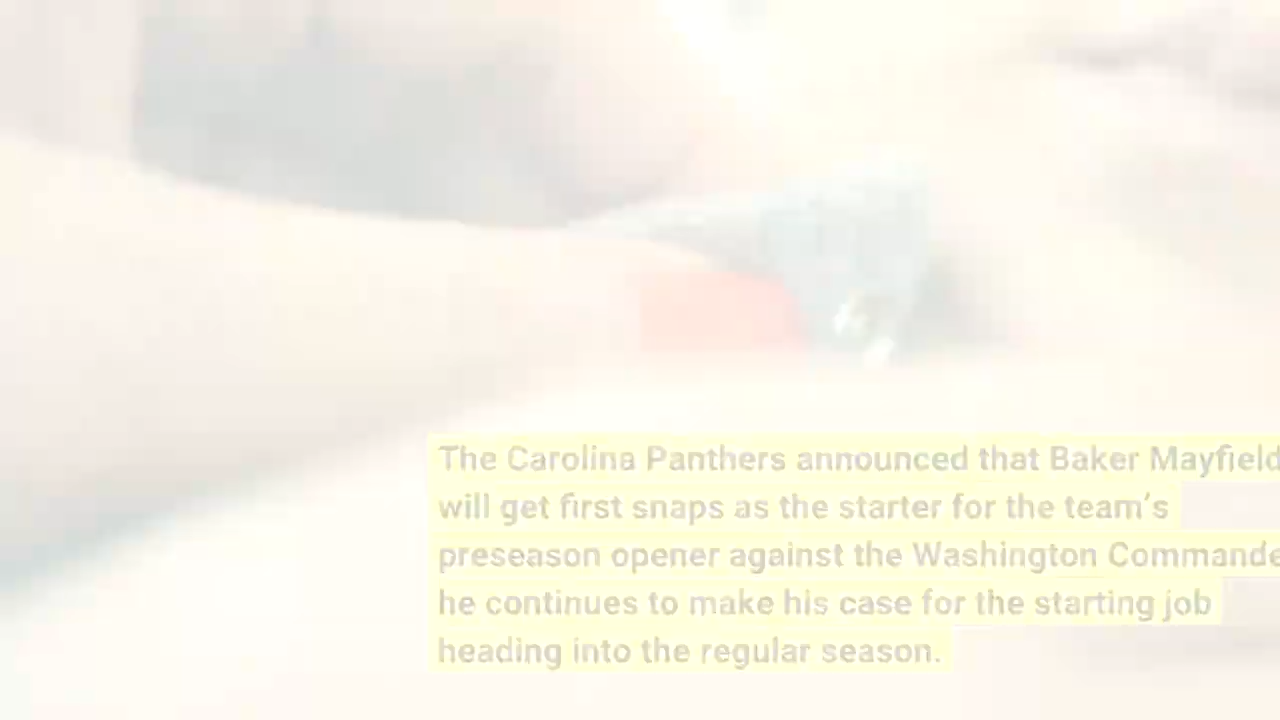 The Carolina Panthers announced that Baker Mayfield
will get first snaps as the starter for the team's
preseason opener against the Washington
he continues to make his case for the starting job
heading into the regular season.